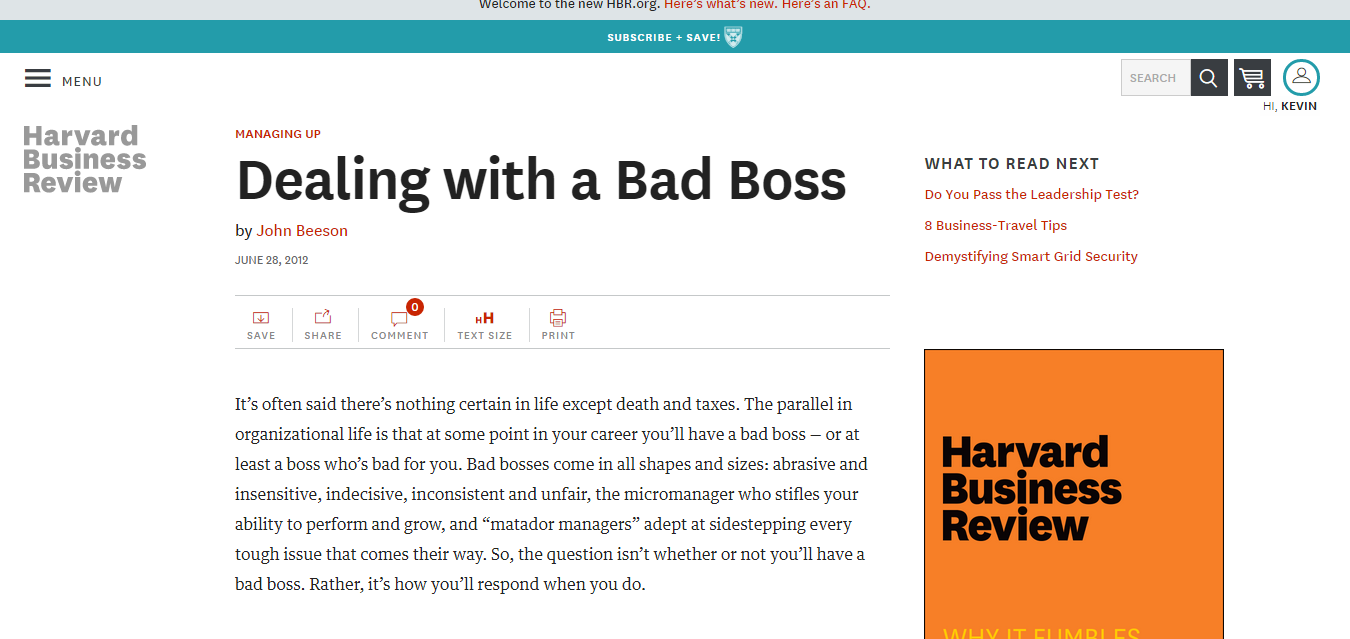 Welcome to the new HBR.org. Here's what's new. Here's an FAQ.
SUBSCRIBE + SAVE!
MENU
SEARCH
HI, KEVIN
Harvard
Business
Review
MANAGING UP
Dealing with a Bad Boss
by John Beeson
JUNE 28, 2012
0
SAVE
SHARE
COMMENT
HH
TEXT SIZE
PRINT
It’s often said there’s nothing certain in life except death and taxes. The parallel in
organizational life is that at some point in your career you’ll have a bad boss – or at
least a boss who’s bad for you. Bad bosses come in all shapes and sizes: abrasive and
insensitive, indecisive, inconsistent and unfair, the micromanager who stifles your
ability to perform and grow, and “matador managers” adept at sidestepping every
tough issue that comes their way. So, the question isn’t whether or not you’ll have a
bad boss. Rather, it’s how you’ll respond when you do.
WHAT TO READ NEXT
Do You Pass the Leadership Test?
8 Business-Travel Tips
Demystifying Smart Grid Security
Harvard
Business
Review
WHY IT FUMBLES